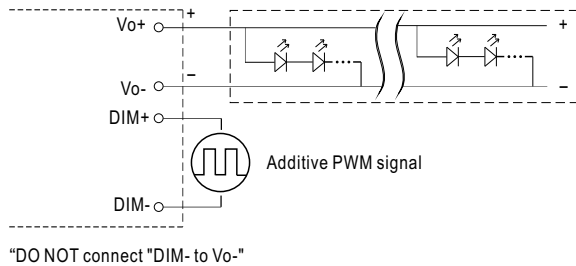 Vo+
+
+
Vo-
−
−
DIM+
Additive PWM signal
DIM-
“DO NOT connect "DIM- to Vo-"